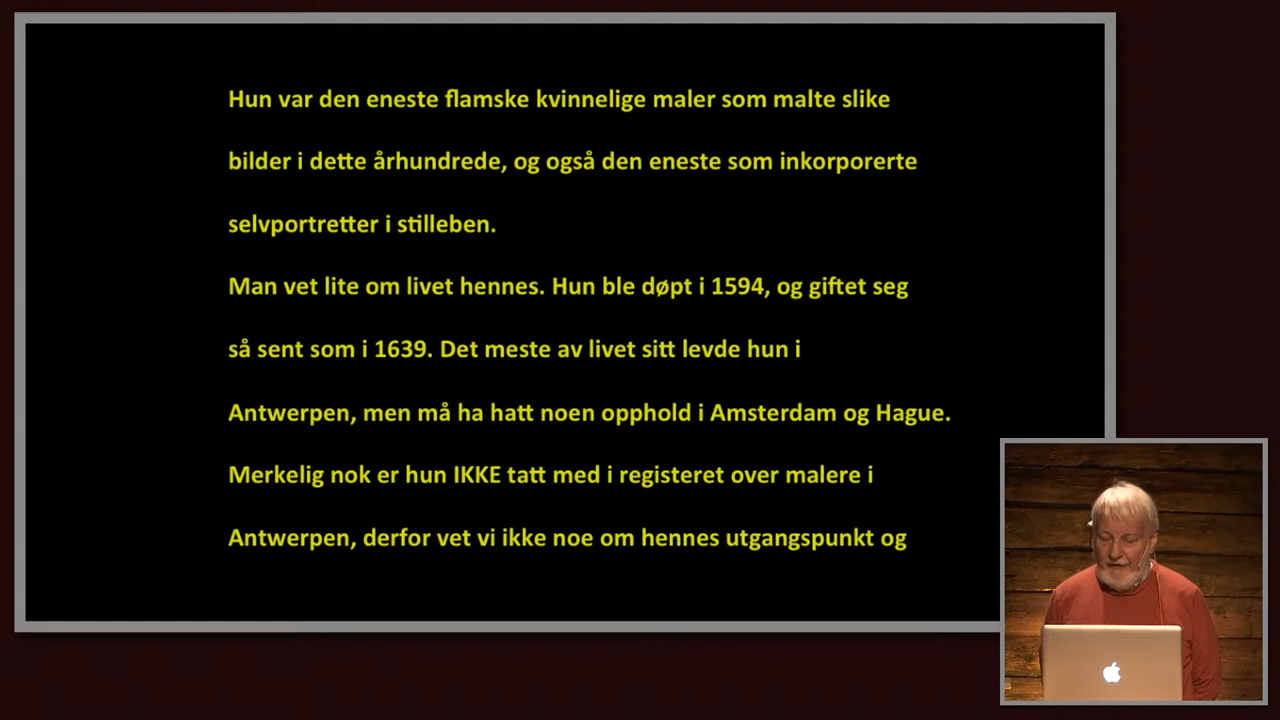 Hun var den eneste flamske kvinnelige maler som malte slike
bilder i dette århundrede, og også den eneste som inkorporerte
selvportretter i stilleben.
Man vet lite om livet hennes. Hun ble døpt i 1594, og giftet seg
så sent som i 1639. Det meste av livet sitt levde hun i
Antwerpen, men må ha hatt noen opphold i Amsterdam og Hague.
Merkelig nok er hun IKKE tatt med i registeret over malere i
Antwerpen, derfor vet vi ikke noe om hennes utgangspunkt og